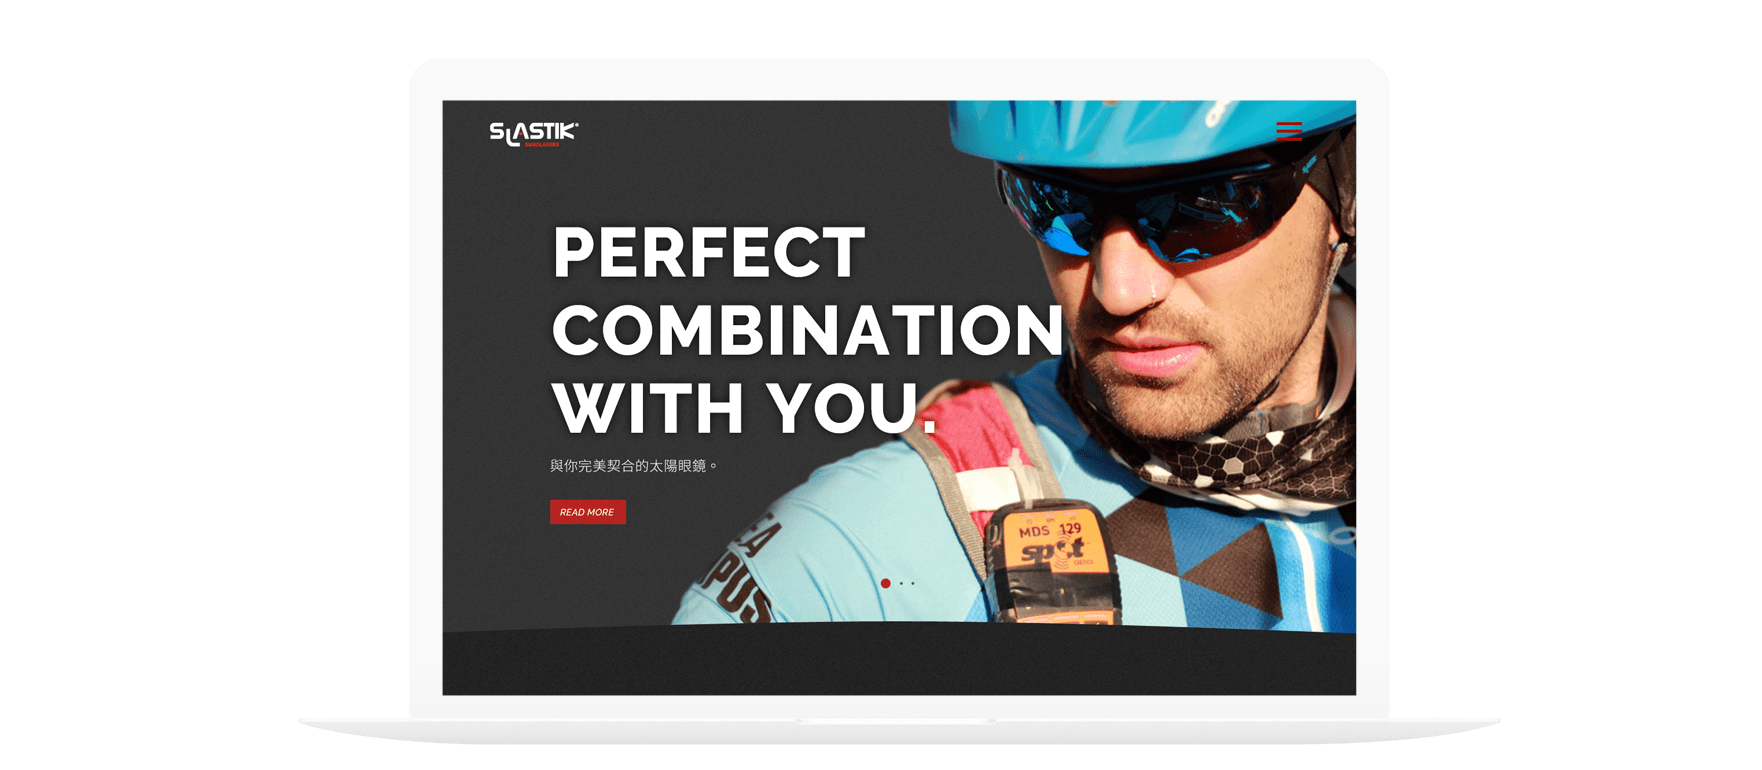 SLASTIK®
SUNGLASSES
PERFECT
COMBINATION
WITH YOU.
與你完美契合的太陽眼鏡。
READ MORE
MDS 129
spot
GEN3